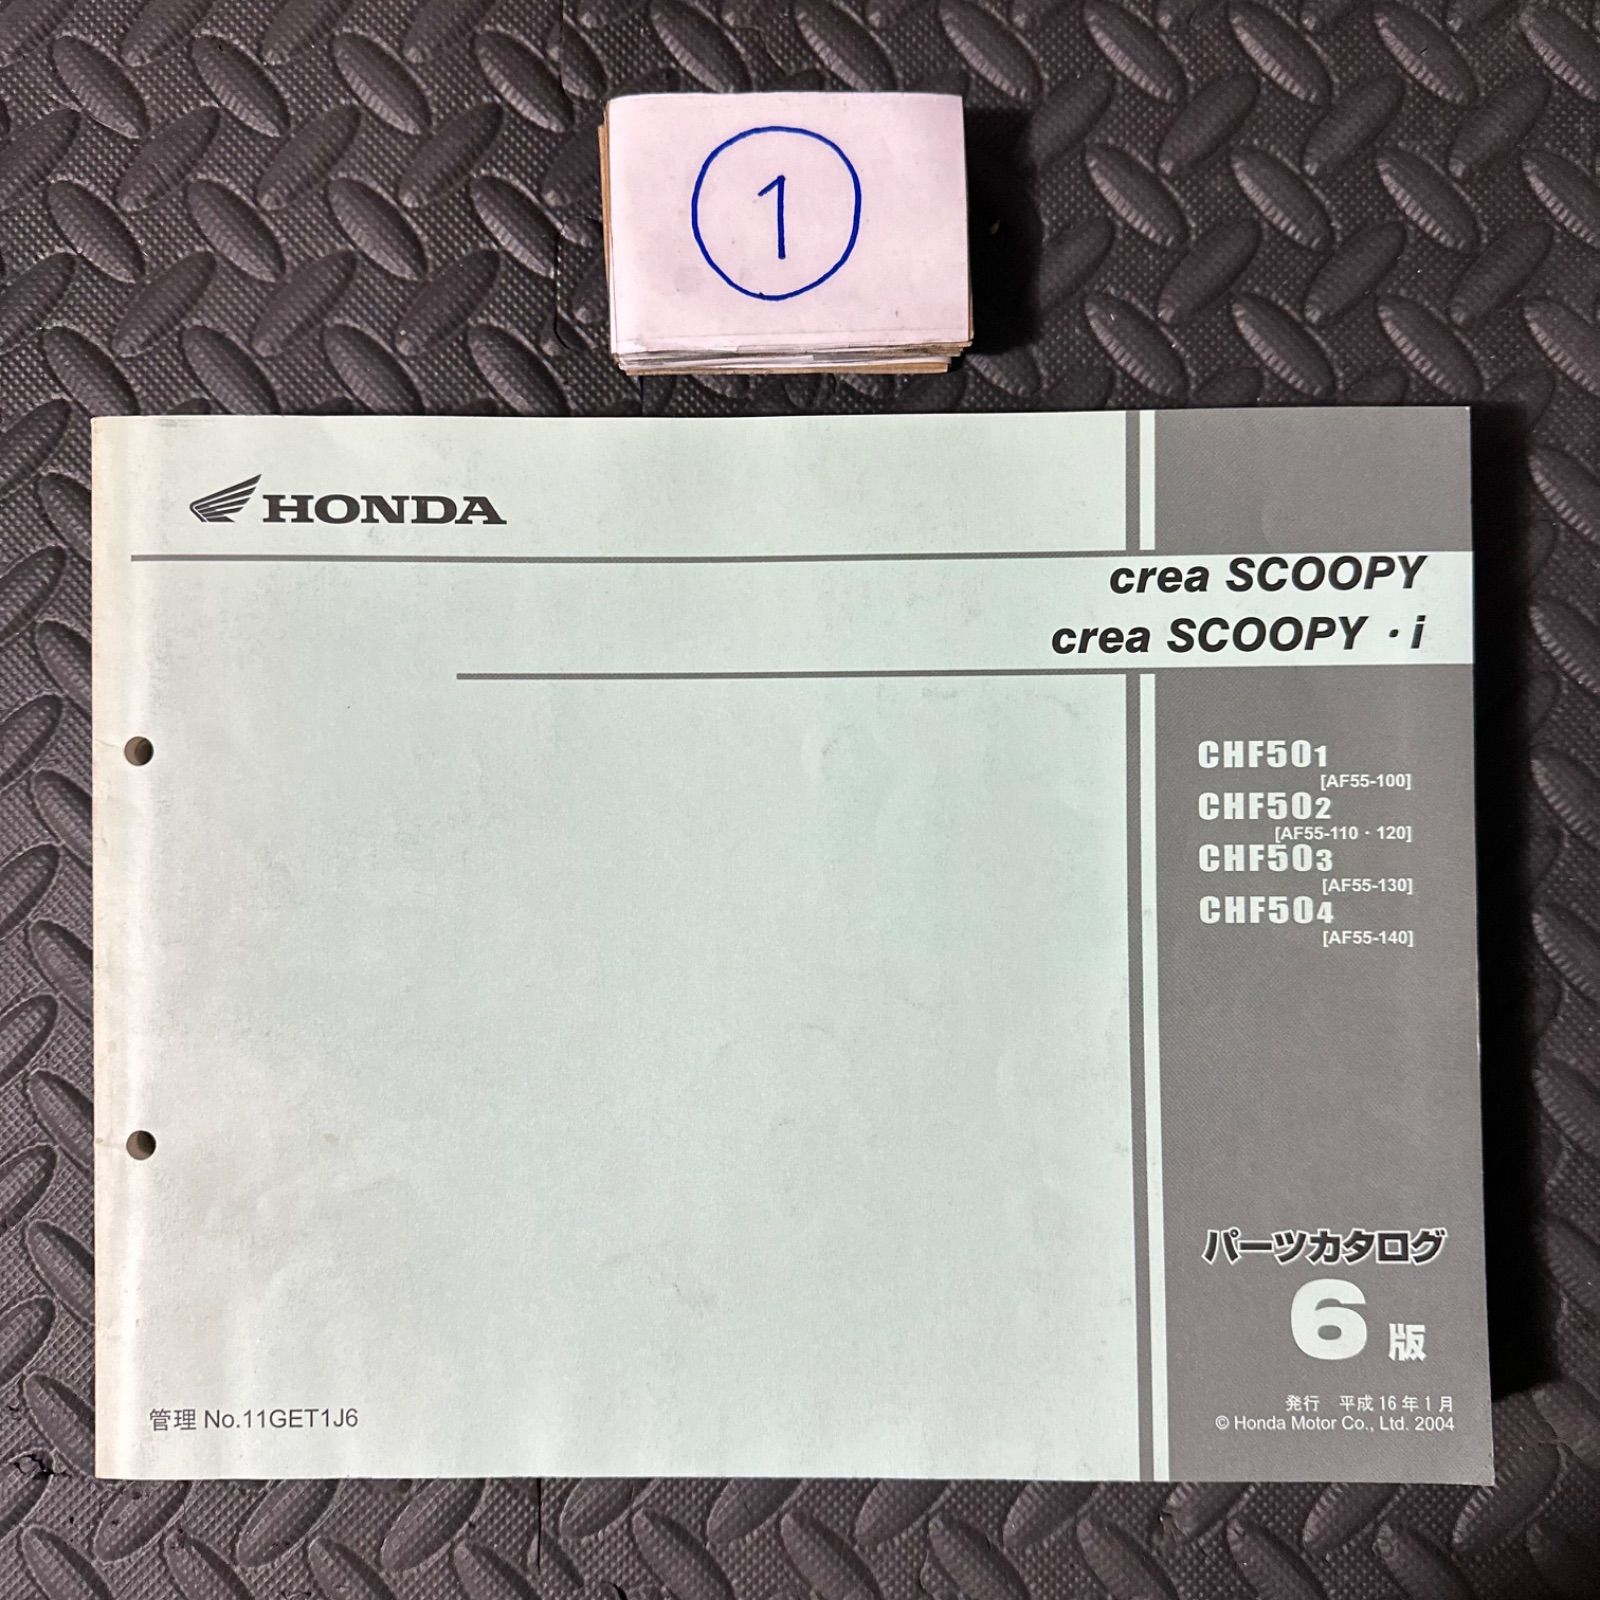 ①
HONDA
crea SCOOPY
crea SCOOPY・i
CHF501
[AF55-100]
CHF502
[AF55-110・120]
CHF503
[AF55-130]
CHF504
[AF55-140]
パーツカタログ
6版
発行 平成16年1月
© Honda Motor Co., Ltd. 2004
管理 No.11GET1J6